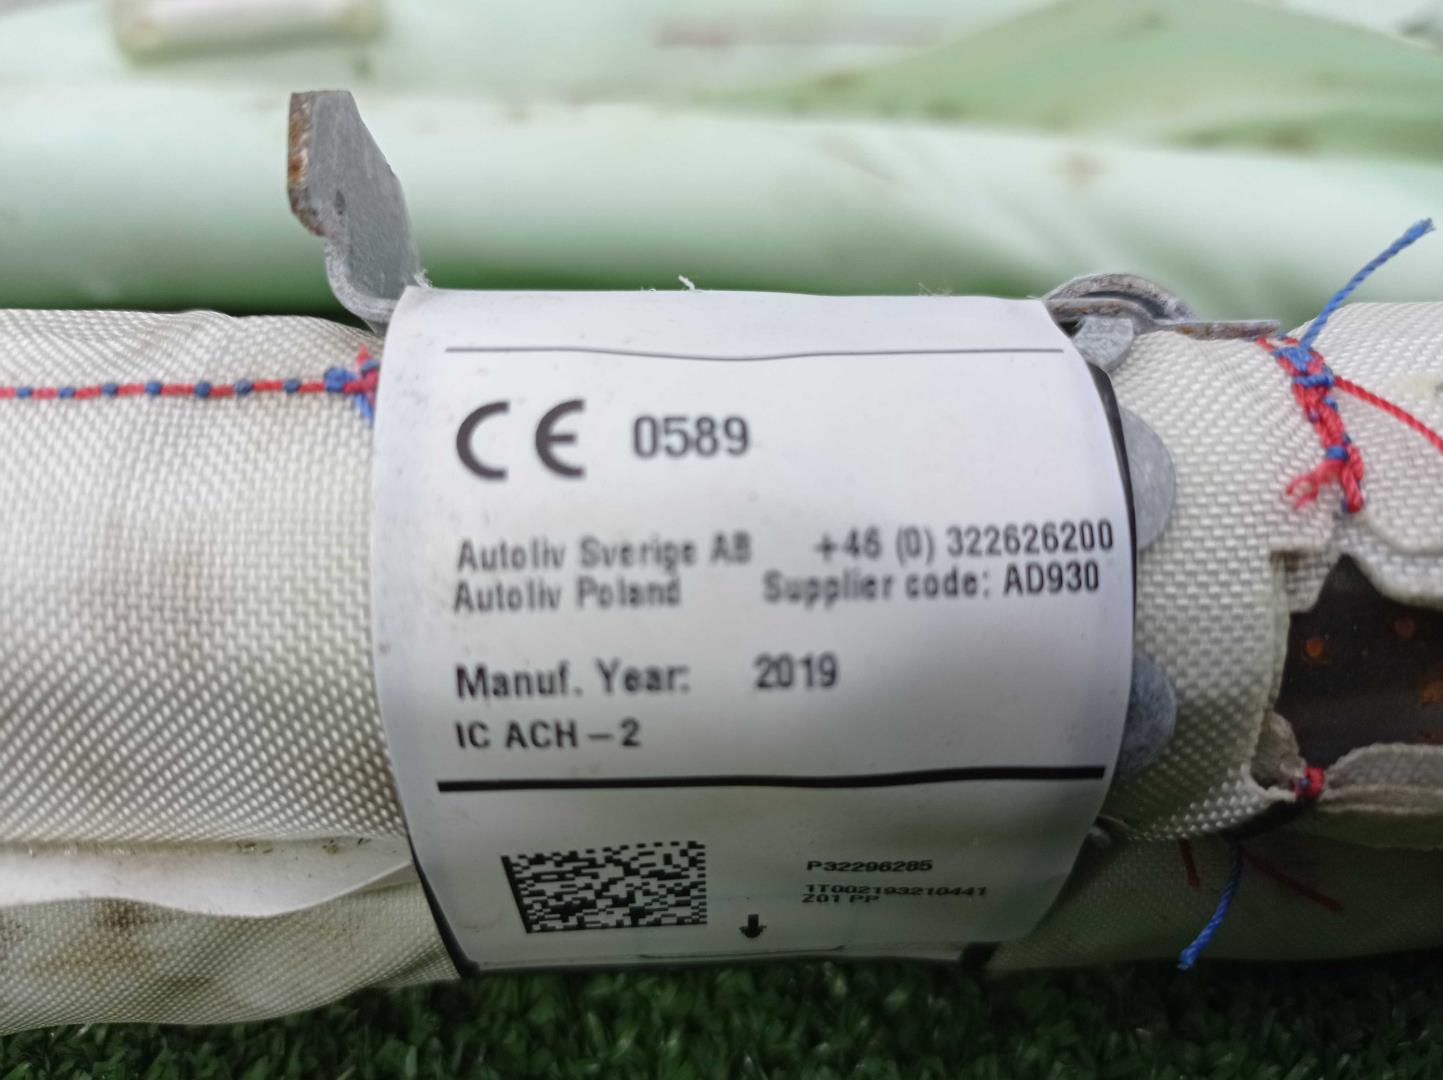 CE 0589
Autoliv Sverige AB +46 (0) 322626200
Autoliv Poland Supplier code: AD930
Manuf. Year: 2019
IC ACH-2
P32296285
1T002193210441
Z01 PP